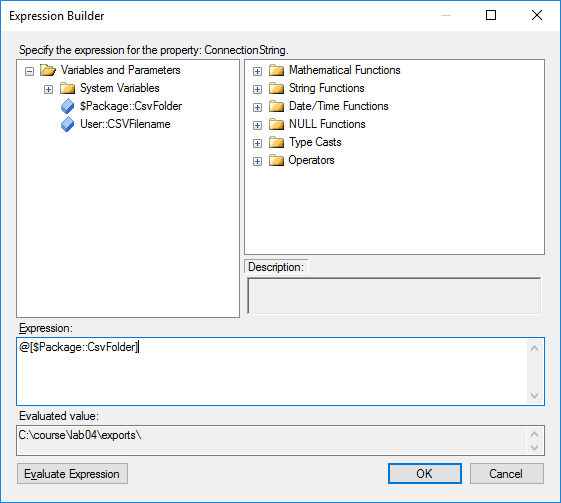 Expression Builder
Specify the expression for the property: ConnectionString.
Variables and Parameters
System Variables
$Package::CsvFolder
User::CSVFilename
Mathematical Functions
String Functions
Date/Time Functions
NULL Functions
Type Casts
Operators
Description:
Expression:
@[$Package::CsvFolder]
Evaluated value:
C:\course\lab04\exports\
Evaluate Expression
OK
Cancel